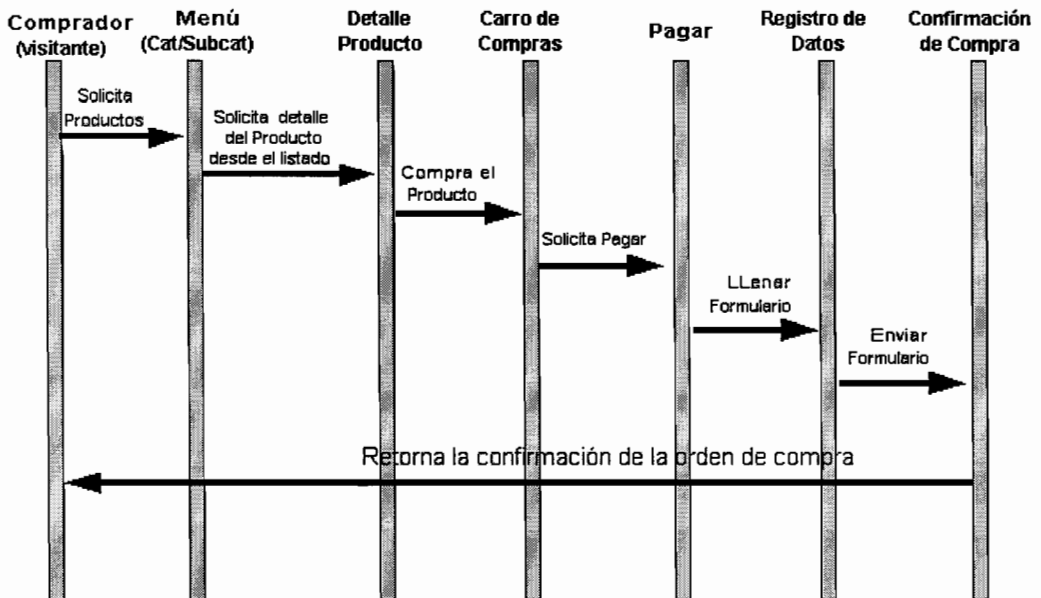 Comprador
(visitante)
Menú
(Cat/Subcat)
Detalle
Producto
Carro de
Compras
Pagar
Registro de
Datos
Confirmación
de Compra
Solicita
Productos
Solicita detalle
del Producto
desde el listado
Compra el
Producto
Solicita Pagar
LLenar
Formulario
Enviar
Formulario
Retorna la confirmación de la orden de compra